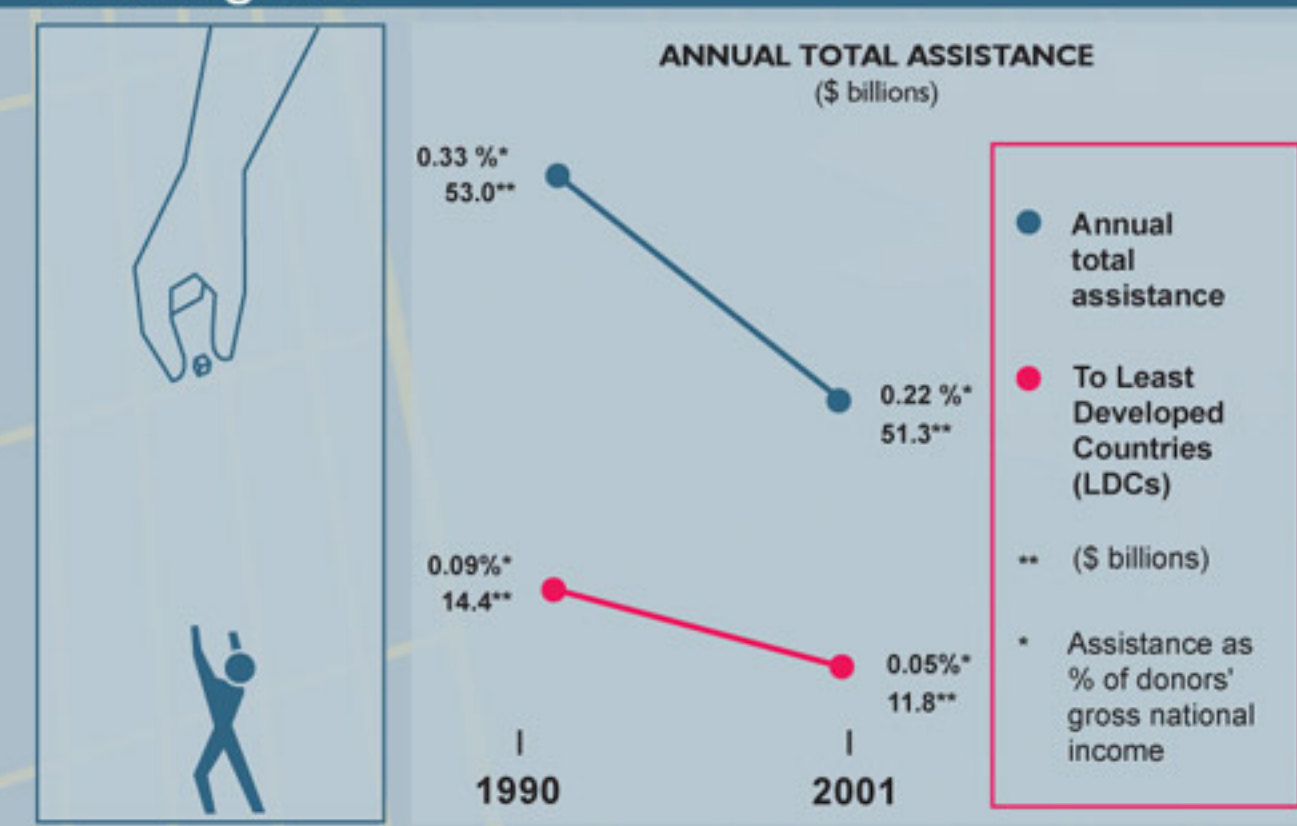 ANNUAL TOTAL ASSISTANCE
($ billions)
0.33 %*
53.0**
0.22 %*
51.3**
0.09%*
14.4**
0.05%*
11.8**
1990
2001
Annual
total
assistance
To Least
Developed
Countries
(LDCs)
** ($ billions)
* Assistance as
% of donors'
gross national
income